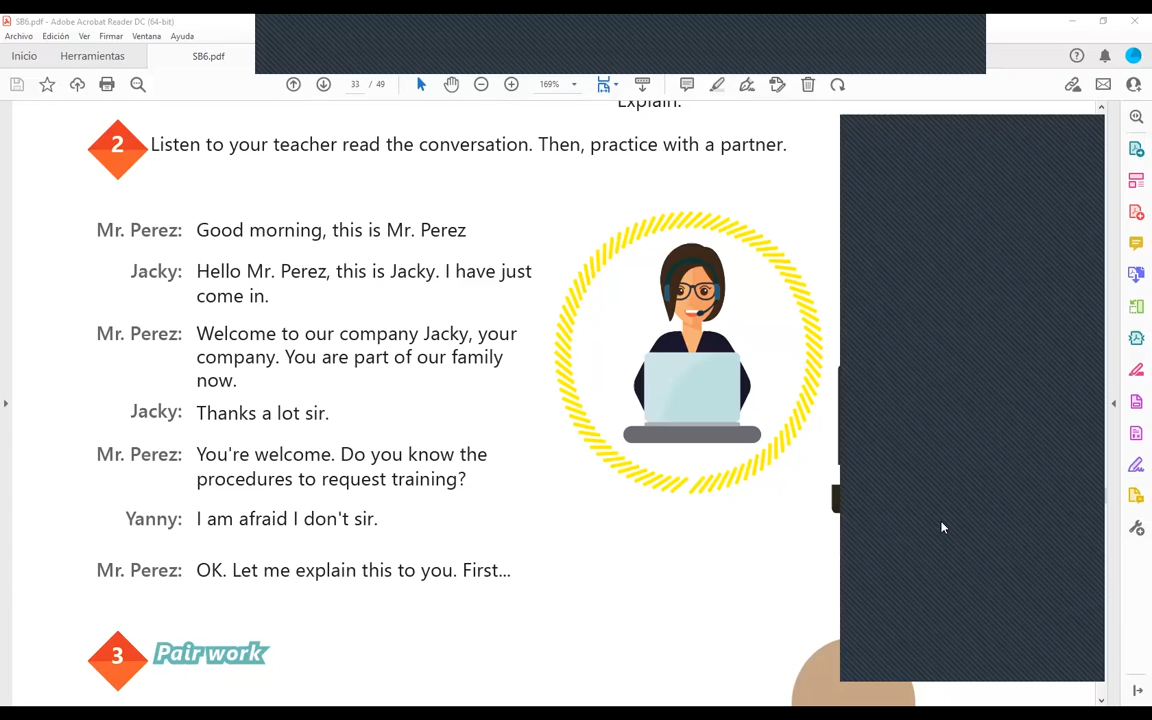 SB6.pdf - Adobe Acrobat Reader DC (64-bit)
Archivo Edición Ver Firmar Ventana Ayuda
Inicio Herramientas SB6.pdf
33 / 49 169%
Explain.
2 Listen to your teacher read the conversation. Then, practice with a partner.
Mr. Perez: Good morning, this is Mr. Perez
Jacky: Hello Mr. Perez, this is Jacky. I have just
come in.
Mr. Perez: Welcome to our company Jacky, your
company. You are part of our family
now.
Jacky: Thanks a lot sir.
Mr. Perez: You're welcome. Do you know the
procedures to request training?
Yanny: I am afraid I don't sir.
Mr. Perez: OK. Let me explain this to you. First...
3 Pair work